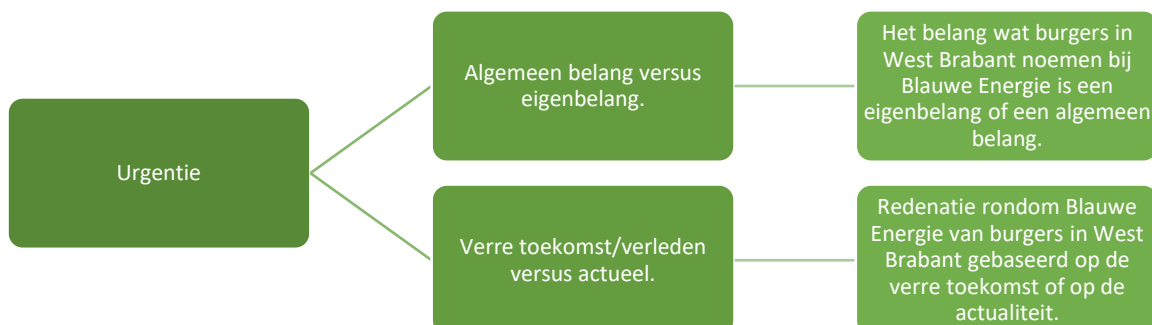 Urgentie
Algemeen belang versus
eigenbelang.
Het belang wat burgers in
West Brabant noemen bij
Blauwe Energie is een
eigenbelang of een algemeen
belang.
Verre toekomst/verleden
versus actueel.
Redenatie rondom Blauwe
Energie van burgers in West
Brabant gebaseerd op de
verre toekomst of op de
actualiteit.